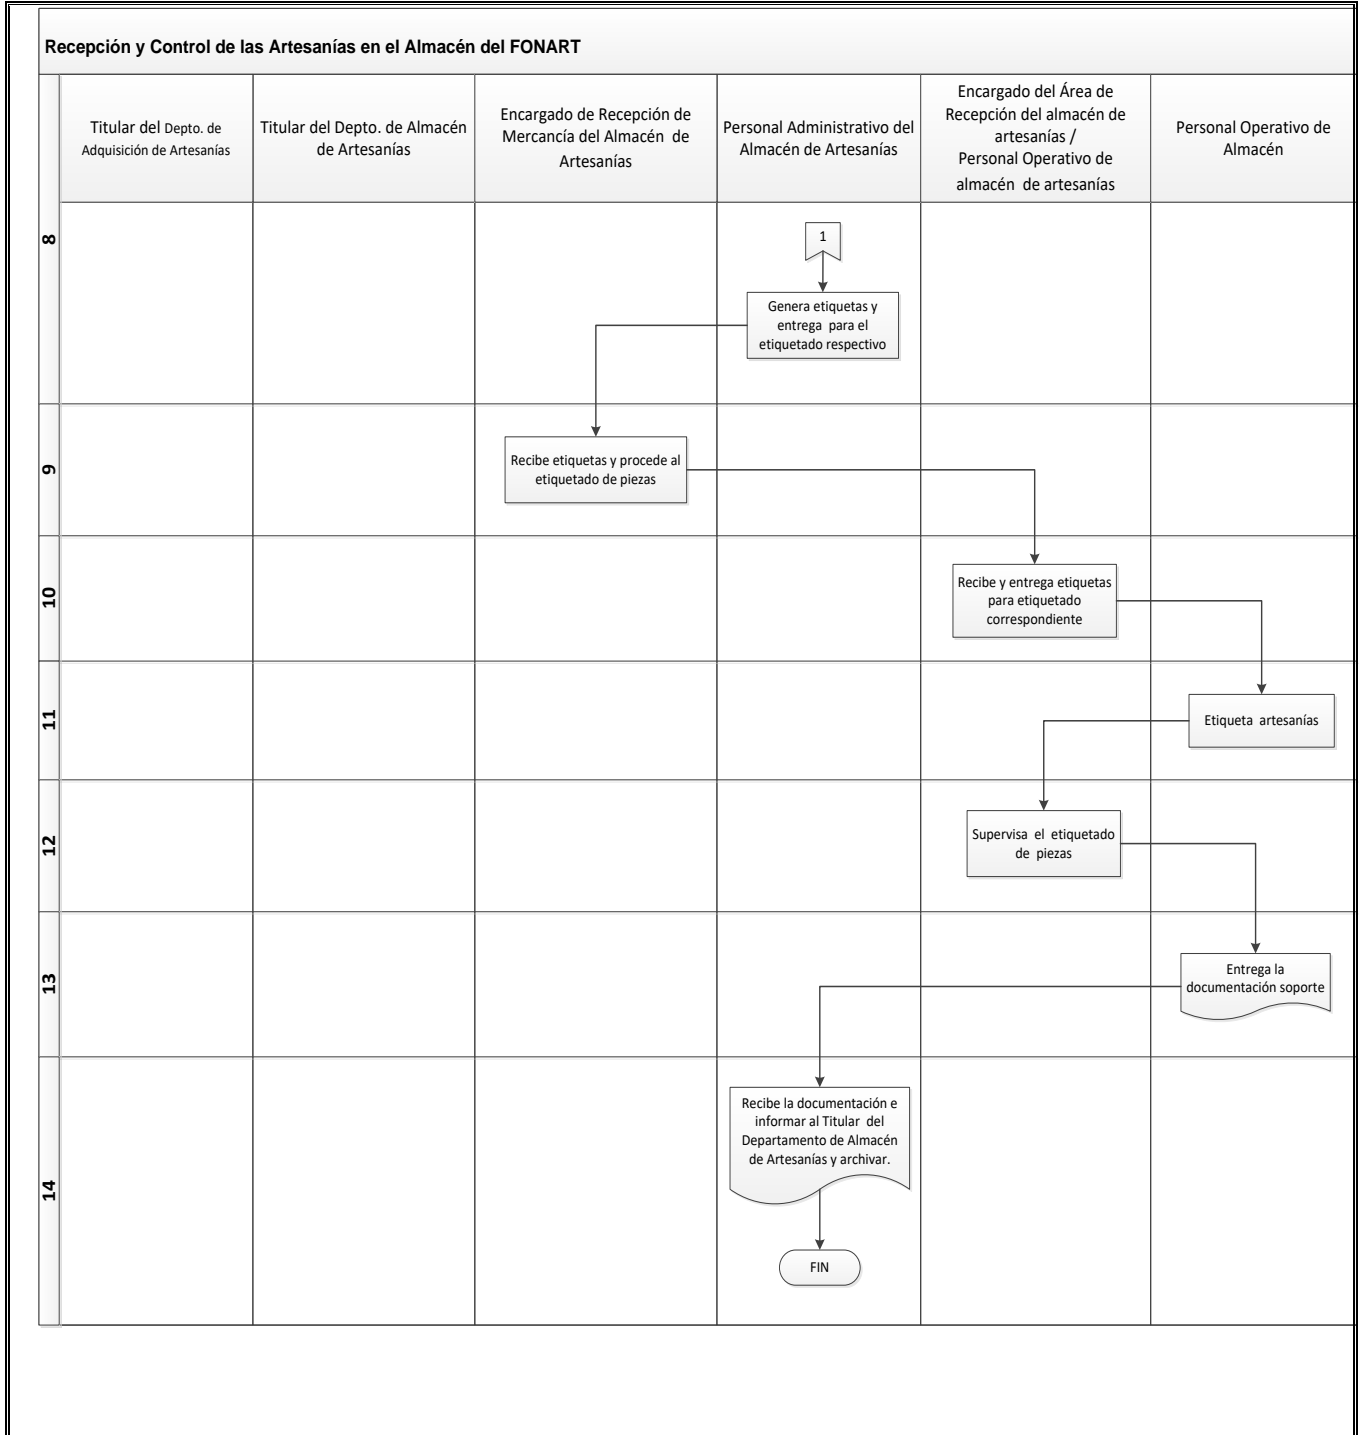 Recepción y Control de las Artesanías en el Almacén del FONART
Titular del Depto. de
Adquisición de Artesanías
Titular del Depto. de Almacén
de Artesanías
Encargado de Recepción de
Mercancía del Almacén de
Artesanías
Personal Administrativo del
Almacén de Artesanías
Encargado del Área de
Recepción del almacén de
artesanías /
Personal Operativo de
almacén de artesanías
Personal Operativo de
Almacén
8
1
Genera etiquetas y
entrega para el
etiquetado respectivo
9
Recibe etiquetas y procede al
etiquetado de piezas
10
Recibe y entrega etiquetas
para etiquetado
correspondiente
11
Etiqueta artesanías
12
Supervisa el etiquetado
de piezas
13
Entrega la
documentación soporte
14
Recibe la documentación e
informar al Titular del
Departamento de Almacén
de Artesanías y archivar.
FIN